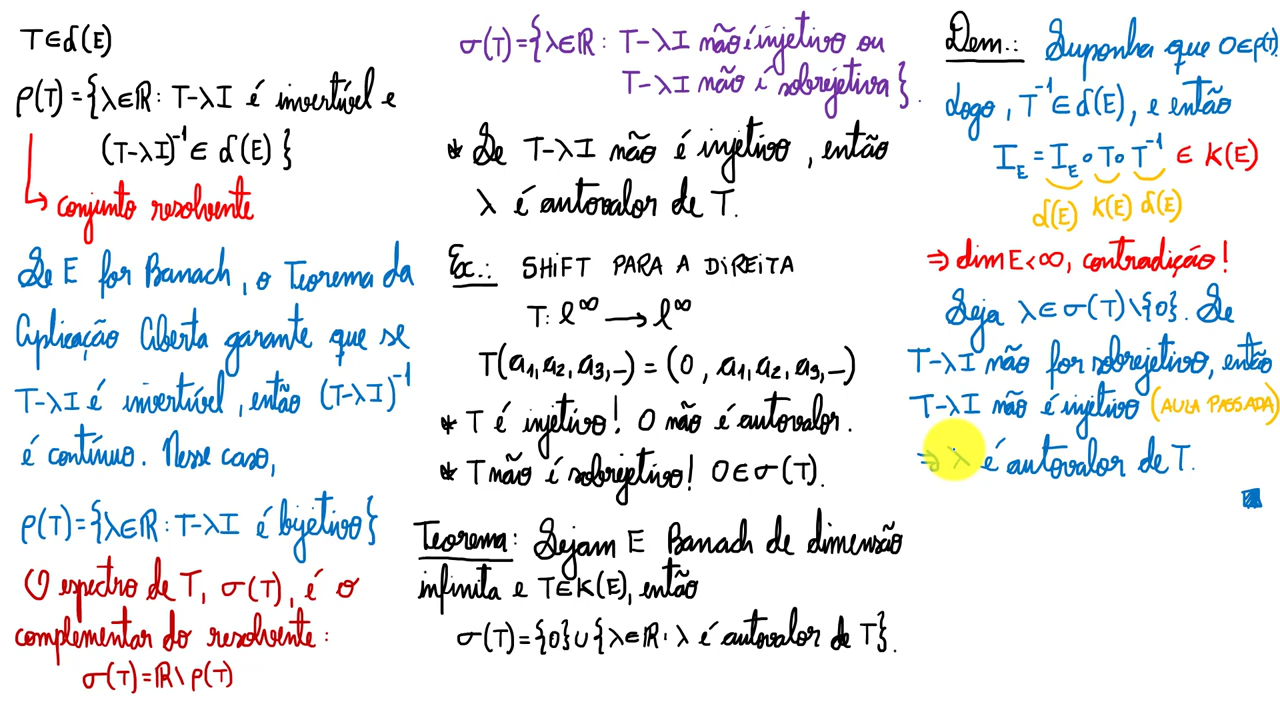 T ∈ L(E)
ρ(T) = {λ∈ℝ : T-λI é invertível e
(T-λI)⁻¹ ∈ L(E)}
↳ conjunto resolvente
Se E for Banach, o Teorema da
Aplicação Aberta garante que se
T-λI é invertível, então (T-λI)⁻¹
é contínuo. Nesse caso,
ρ(T) = {λ∈ℝ : T-λI é bijetivo}
O espectro de T, σ(T), é o
complementar do resolvente:
σ(T) = ℝ \ ρ(T)
σ(T) = {λ∈ℝ : T-λI não é injetivo ou
T-λI não é sobrejetiva}.
* Se T-λI não é injetivo, então
λ é autovalor de T.
Ex.: SHIFT PARA A DIREITA
T: ℓ^∞ → ℓ^∞
T(a₁, a₂, a₃, ...) = (0, a₁, a₂, a₃, ...)
* T é injetivo! 0 não é autovalor.
* T não é sobrejetivo! 0 ∈ σ(T).
Teorema: Sejam E Banach de dimensão
infinita e T∈K(E), então
σ(T) = {0} ∪ {λ∈ℝ : λ é autovalor de T}.
Dem.: Suponha que 0∈ρ(T).
Logo, T⁻¹ ∈ L(E), e então
I_E = I_E ∘ T ∘ T⁻¹ ∈ K(E)
L(E) K(E) L(E)
⇒ dim E < ∞, contradição!
Seja λ ∈ σ(T) \ {0}. Se
T-λI não for sobrejetivo, então
T-λI não é injetivo (AULA PASSADA)
⇒ λ é autovalor de T.